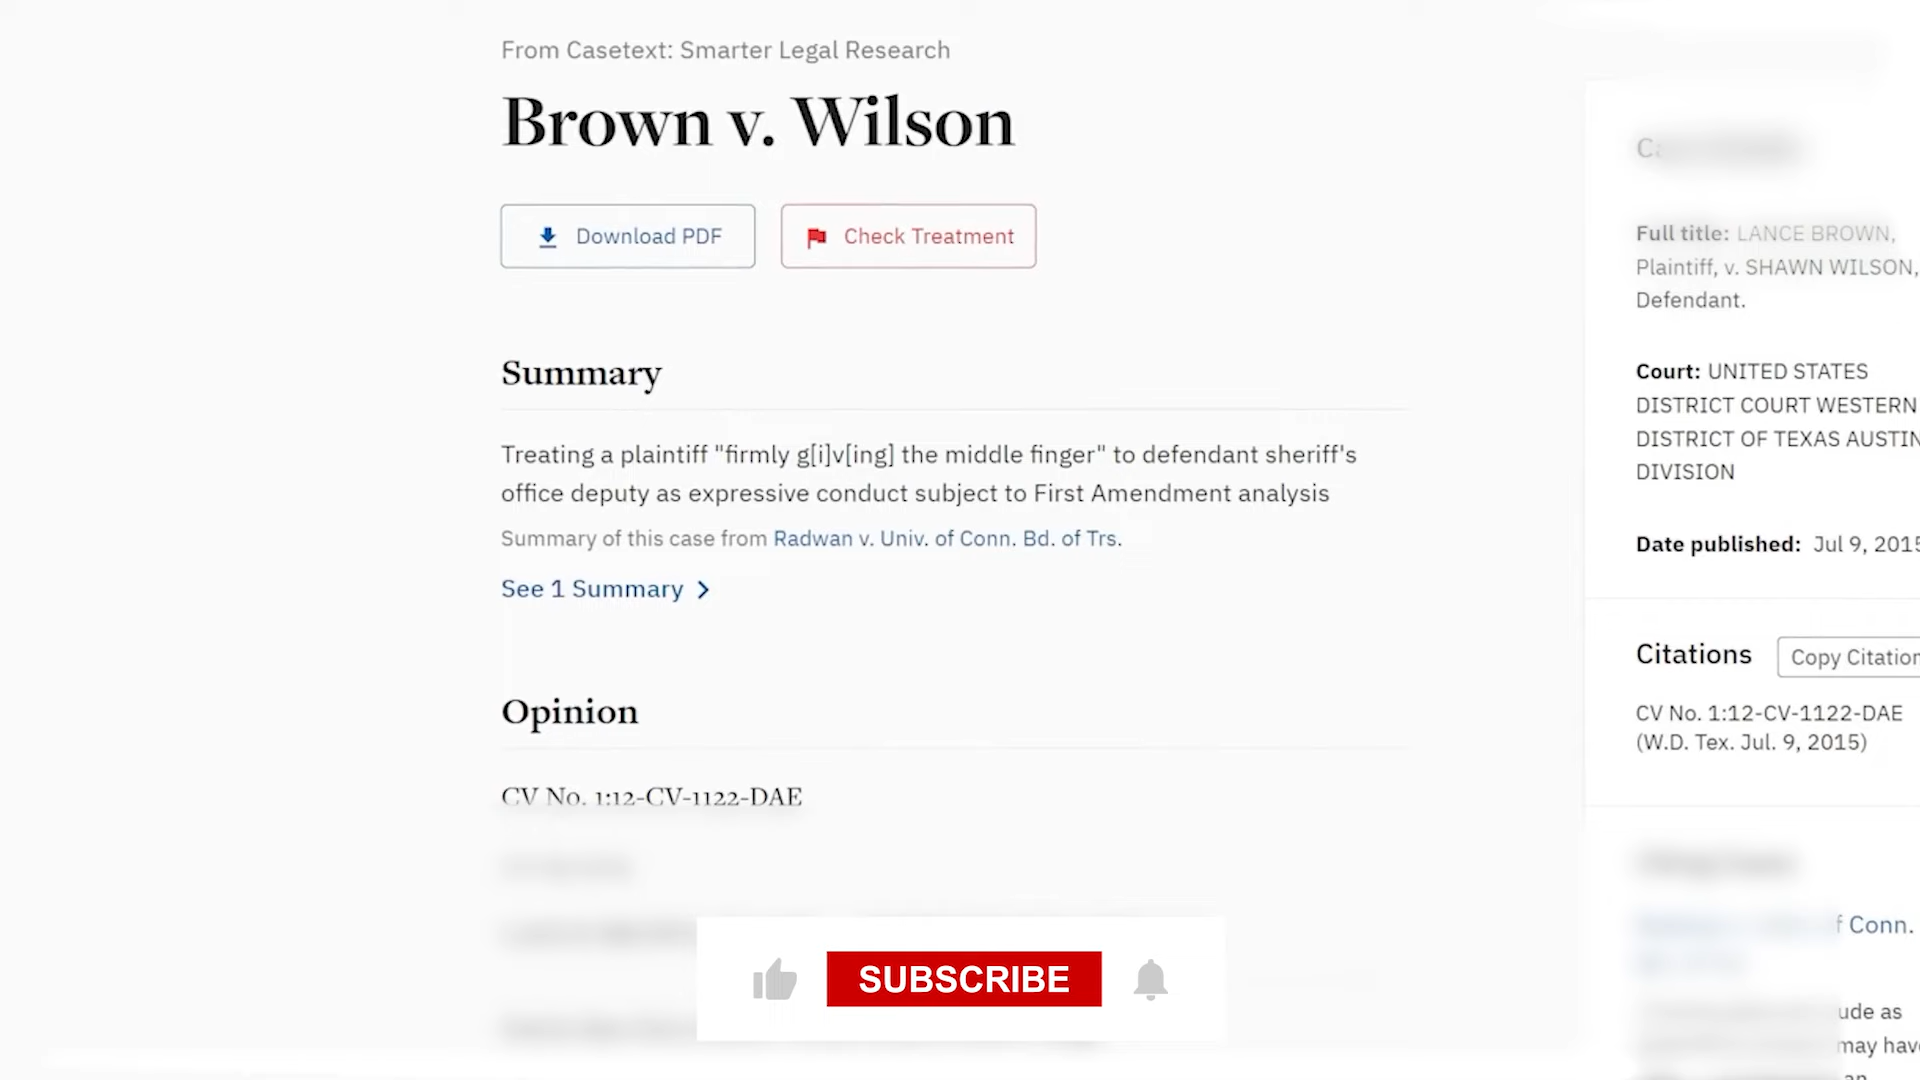 From Casetext: Smarter Legal Research
Brown v. Wilson
Download PDF
Check Treatment
Summary
Treating a plaintiff "firmly g[i]v[ing] the middle finger" to defendant sheriff's
office deputy as expressive conduct subject to First Amendment analysis
Summary of this case from Radwan v. Univ. of Conn. Bd. of Trs.
See 1 Summary
Opinion
CV No. 1:12-CV-1122-DAE
Full title: LANCE BROWN,
Plaintiff, v. SHAWN WILSON,
Defendant.
Court: UNITED STATES
DISTRICT COURT WESTERN
DISTRICT OF TEXAS AUSTIN
DIVISION
Date published: Jul 9, 2015
Citations
Copy Citation
CV No. 1:12-CV-1122-DAE
(W.D. Tex. Jul. 9, 2015)
Conn.
may
SUBSCRIBE